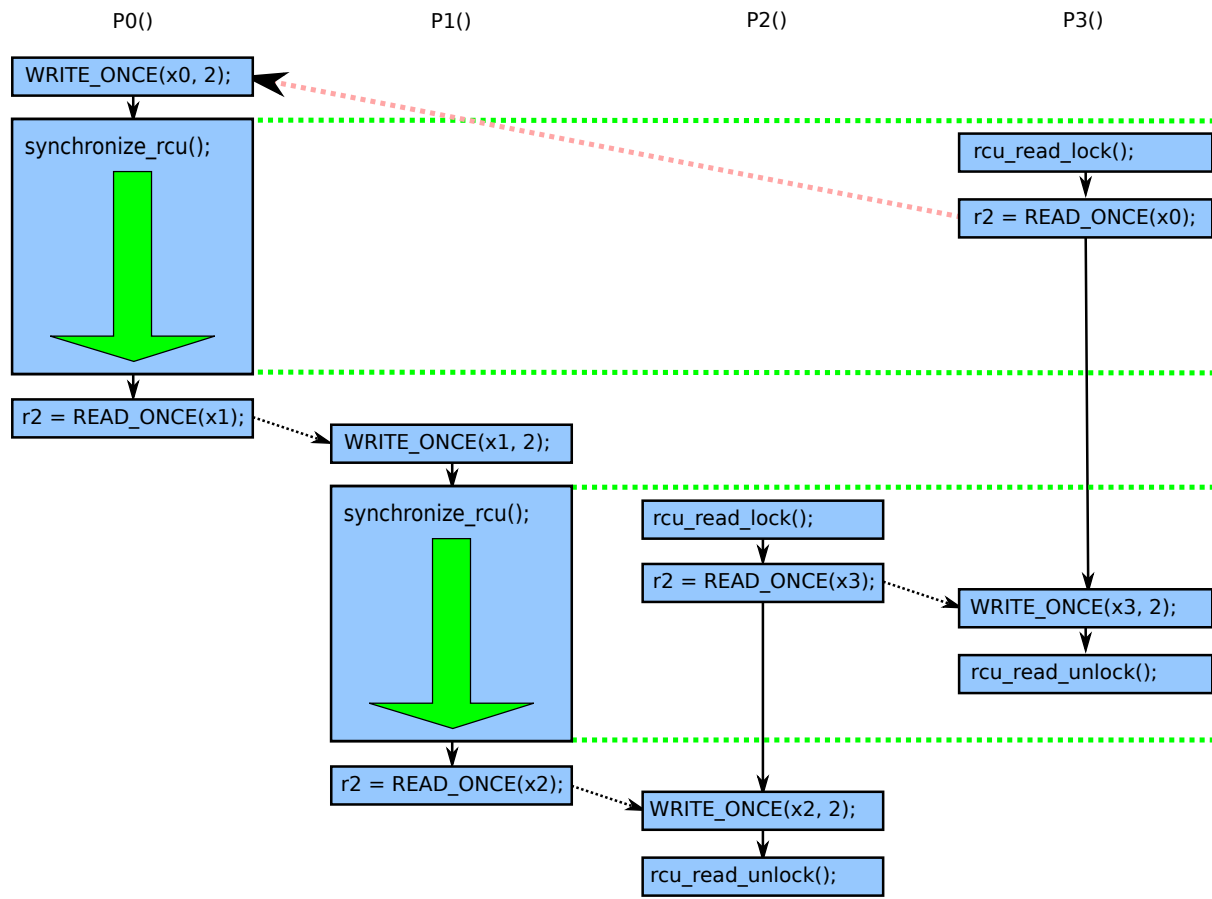 P0()
P1()
P2()
P3()
WRITE_ONCE(x0, 2);
synchronize_rcu();
rcu_read_lock();
r2 = READ_ONCE(x0);
r2 = READ_ONCE(x1);
WRITE_ONCE(x1, 2);
synchronize_rcu();
rcu_read_lock();
r2 = READ_ONCE(x3);
WRITE_ONCE(x3, 2);
rcu_read_unlock();
r2 = READ_ONCE(x2);
WRITE_ONCE(x2, 2);
rcu_read_unlock();